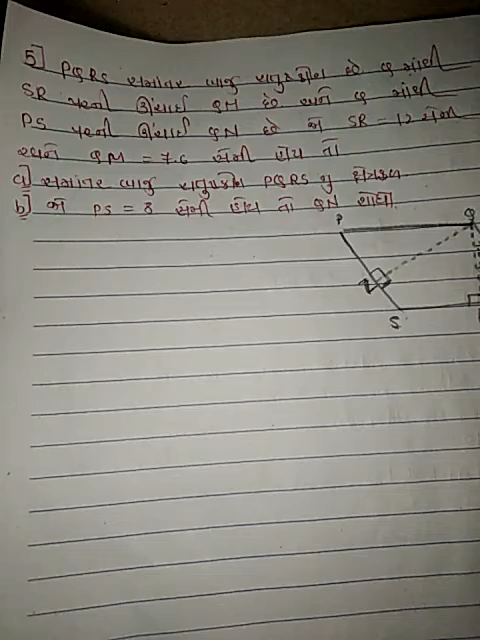 5] PQRS સમાંતર બાજુ ચતુષ્કોણ છે Q માંથી
SR પરની ઊંચાઈ QM છે અને Q માંથી
PS પરની ઊંચાઈ QN છે જો SR = 12 સેમી
અને QM = 7.6 સેમી હોય તો
a] સમાંતર બાજુ ચતુષ્કોણ PQRS નું ક્ષેત્રફળ
b] જો PS = 8 સેમી હોય તો QN શોધો.
P
Q
N
S